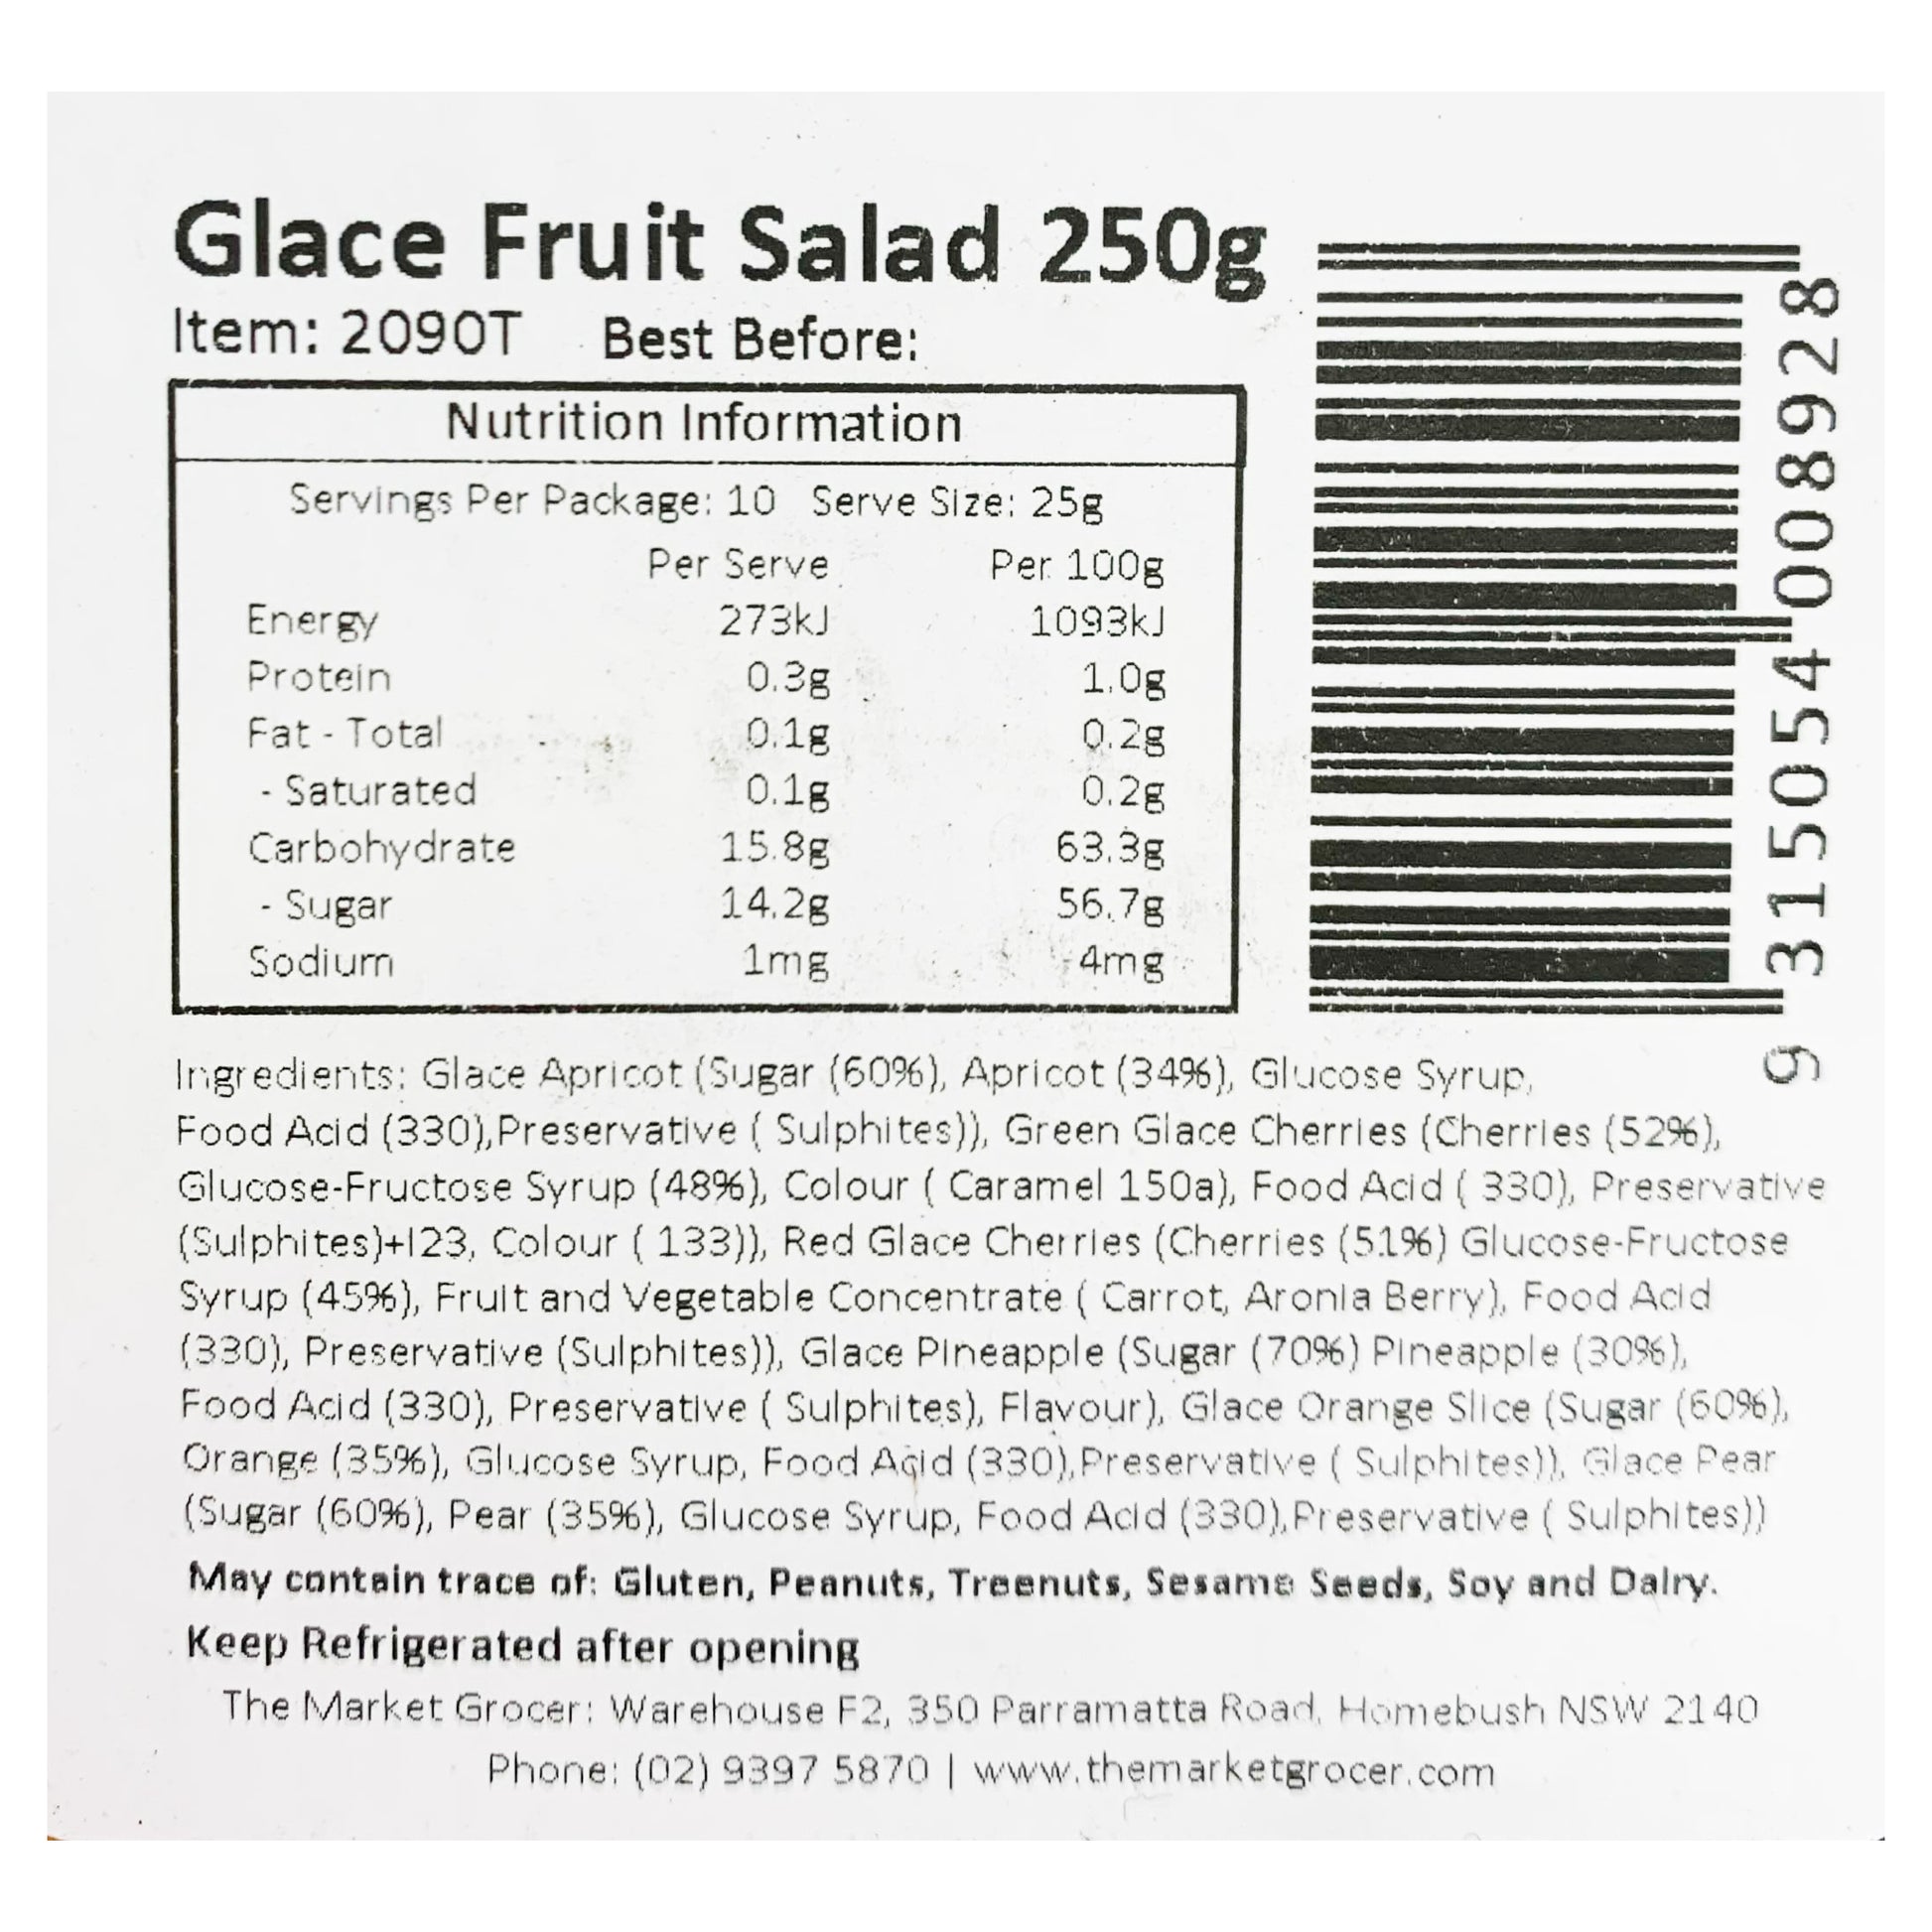 Glace Fruit Salad 250g
Item: 2090T Best Before:
Nutrition Information
Servings Per Package: 10 Serve Size: 25g
Per Serve Per 100g
Energy 273kJ 1093kJ
Protein 0.3g 1.0g
Fat - Total 0.1g 0.2g
- Saturated 0.1g 0.2g
Carbohydrate 15.8g 63.3g
- Sugar 14.2g 56.7g
Sodium 1mg 4mg
9 315054 008928
Ingredients: Glace Apricot (Sugar (60%), Apricot (34%), Glucose Syrup,
Food Acid (330),Preservative ( Sulphites)), Green Glace Cherries (Cherries (52%),
Glucose-Fructose Syrup (48%), Colour ( Caramel 150a), Food Acid ( 330), Preservative
(Sulphites)+I23, Colour ( 133)), Red Glace Cherries (Cherries (51%) Glucose-Fructose
Syrup (45%), Fruit and Vegetable Concentrate ( Carrot, Aronia Berry), Food Acid
(330), Preservative (Sulphites)), Glace Pineapple (Sugar (70%) Pineapple (30%),
Food Acid (330), Preservative ( Sulphites), Flavour), Glace Orange Slice (Sugar (60%),
Orange (35%), Glucose Syrup, Food Acid (330),Preservative ( Sulphites)), Glace Pear
(Sugar (60%), Pear (35%), Glucose Syrup, Food Acid (330),Preservative ( Sulphites))
May contain trace of: Gluten, Peanuts, Treenuts, Sesame Seeds, Soy and Dairy.
Keep Refrigerated after opening
The Market Grocer: Warehouse F2, 350 Parramatta Road, Homebush NSW 2140
Phone: (02) 9397 5870 | www.themarketgrocer.com